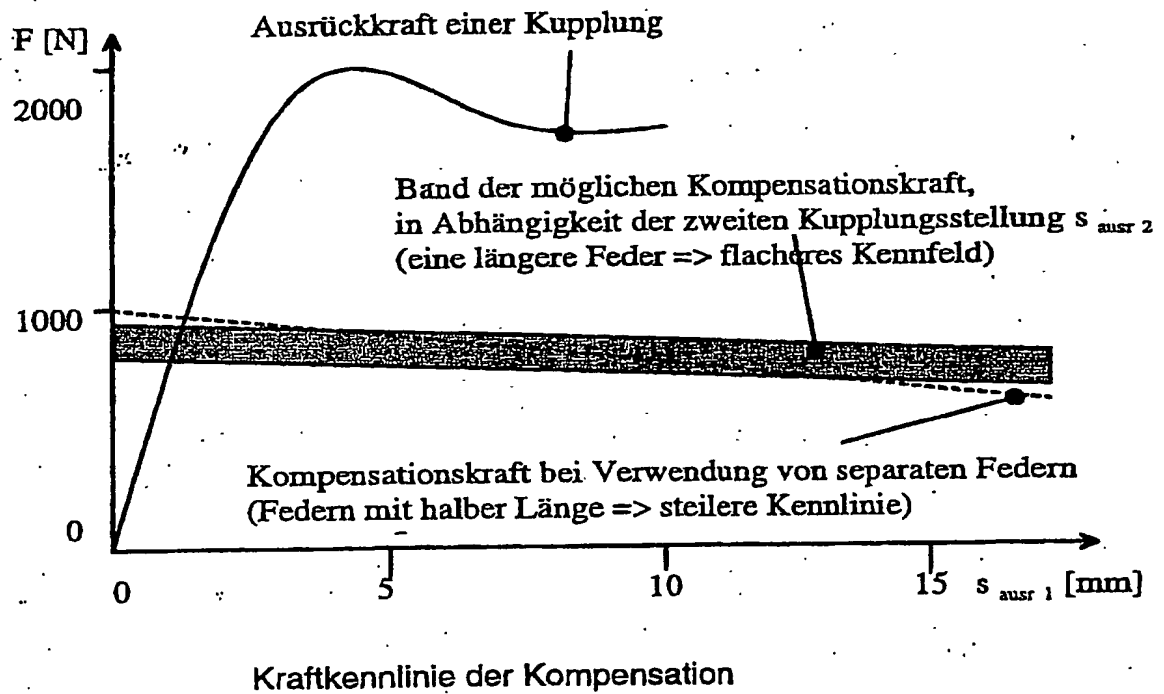 Ausrückkraft einer Kupplung
F [N]
2000
Band der möglichen Kompensationskraft,
in Abhängigkeit der zweiten Kupplungsstellung s ausr 2
(eine längere Feder => flacheres Kennfeld)
1000
Kompensationskraft bei Verwendung von separaten Federn
(Federn mit halber Länge => steilere Kennlinie)
0
0 5 10 15 s ausr 1 [mm]
Kraftkennlinie der Kompensation